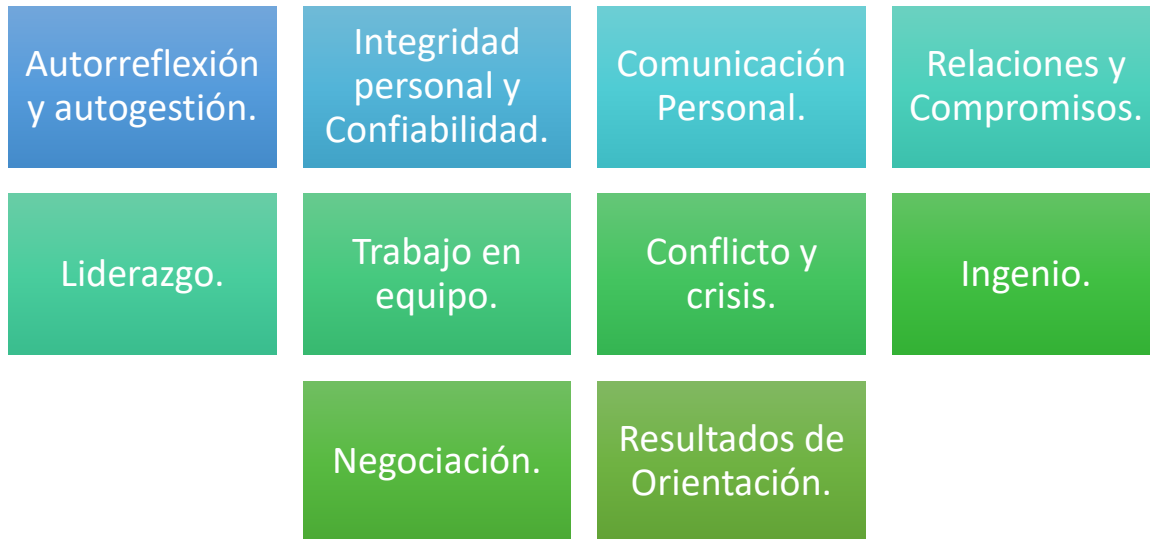 Autorreflexión
y autogestión.
Integridad
personal y
Confiabilidad.
Comunicación
Personal.
Relaciones y
Compromisos.
Liderazgo.
Trabajo en
equipo.
Conflicto y
crisis.
Ingenio.
Negociación.
Resultados de
Orientación.